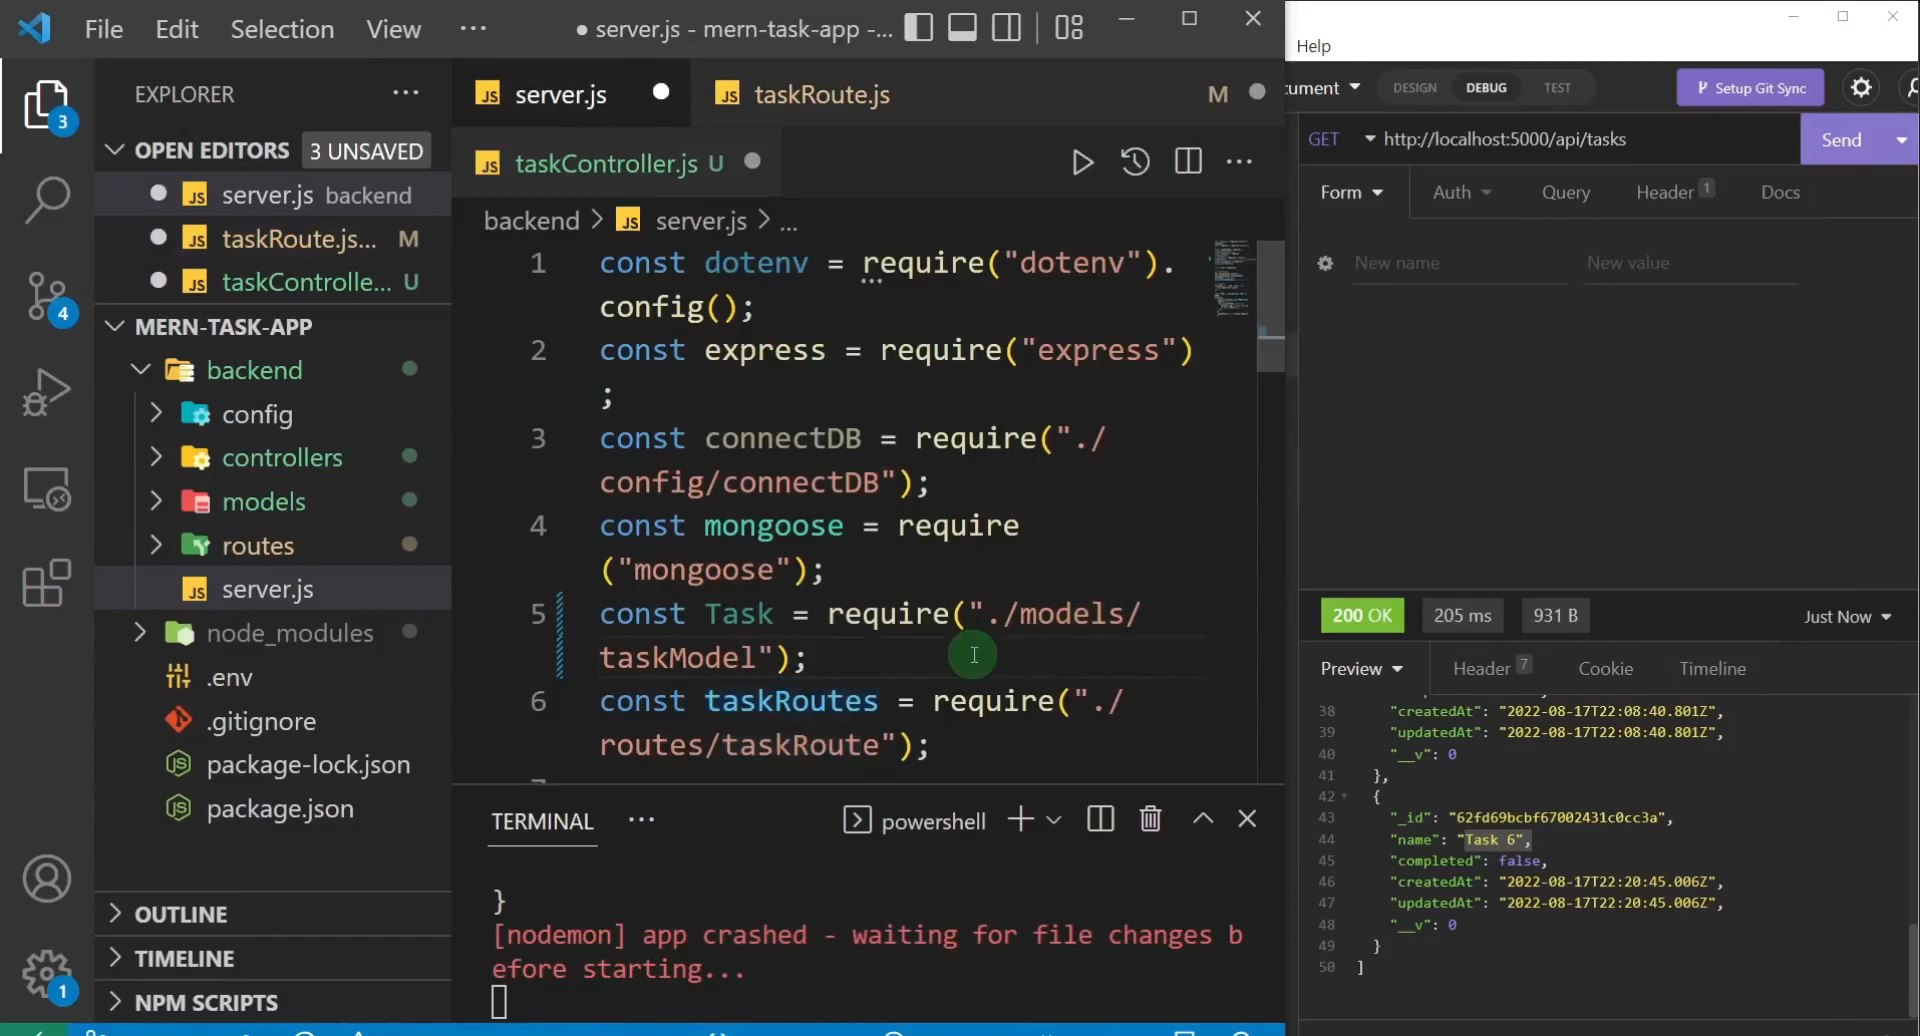 File Edit Selection View ··· ● server.js - mern-task-app -...
EXPLORER ···
OPEN EDITORS 3 UNSAVED
server.js backend
taskRoute.js... M
taskControlle... U
MERN-TASK-APP
backend
config
controllers
models
routes
server.js
node_modules
.env
.gitignore
package-lock.json
package.json
OUTLINE
TIMELINE
NPM SCRIPTS
3
4
1
server.js taskRoute.js M
taskController.js U
backend > server.js > ...
1 const dotenv = require("dotenv").
config();
2 const express = require("express")
;
3 const connectDB = require("./
config/connectDB");
4 const mongoose = require
("mongoose");
5 const Task = require("./models/
taskModel");
6 const taskRoutes = require("./
routes/taskRoute");
TERMINAL ··· powershell
}
[nodemon] app crashed - waiting for file changes b
efore starting...
Help
cument DESIGN DEBUG TEST Setup Git Sync
GET http://localhost:5000/api/tasks Send
Form Auth Query Header 1 Docs
New name New value
200 OK 205 ms 931 B Just Now
Preview Header 7 Cookie Timeline
38 "createdAt": "2022-08-17T22:08:40.801Z",
39 "updatedAt": "2022-08-17T22:08:40.801Z",
40 "__v": 0
41 },
42 {
43 "_id": "62fd69bcbf67002431c0cc3a",
44 "name": "Task 6",
45 "completed": false,
46 "createdAt": "2022-08-17T22:20:45.006Z",
47 "updatedAt": "2022-08-17T22:20:45.006Z",
48 "__v": 0
49 }
50 ]